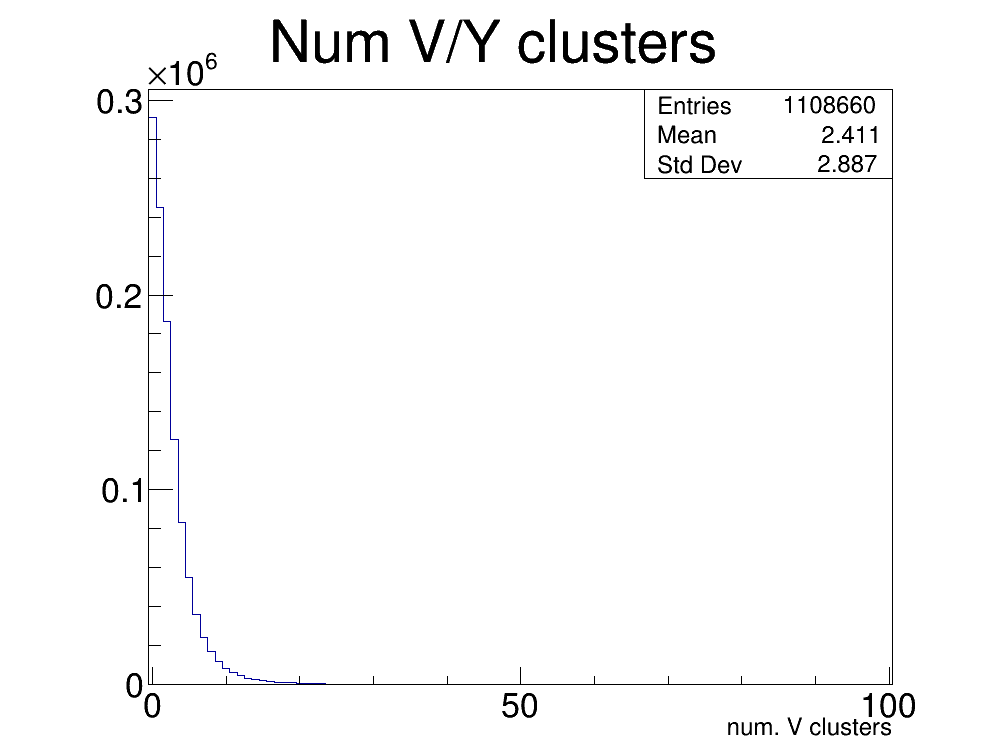 Num V/Y clusters
×10⁶
Entries 1108660
Mean 2.411
Std Dev 2.887
0.3
0.2
0.1
0
0 50 100
num. V clusters